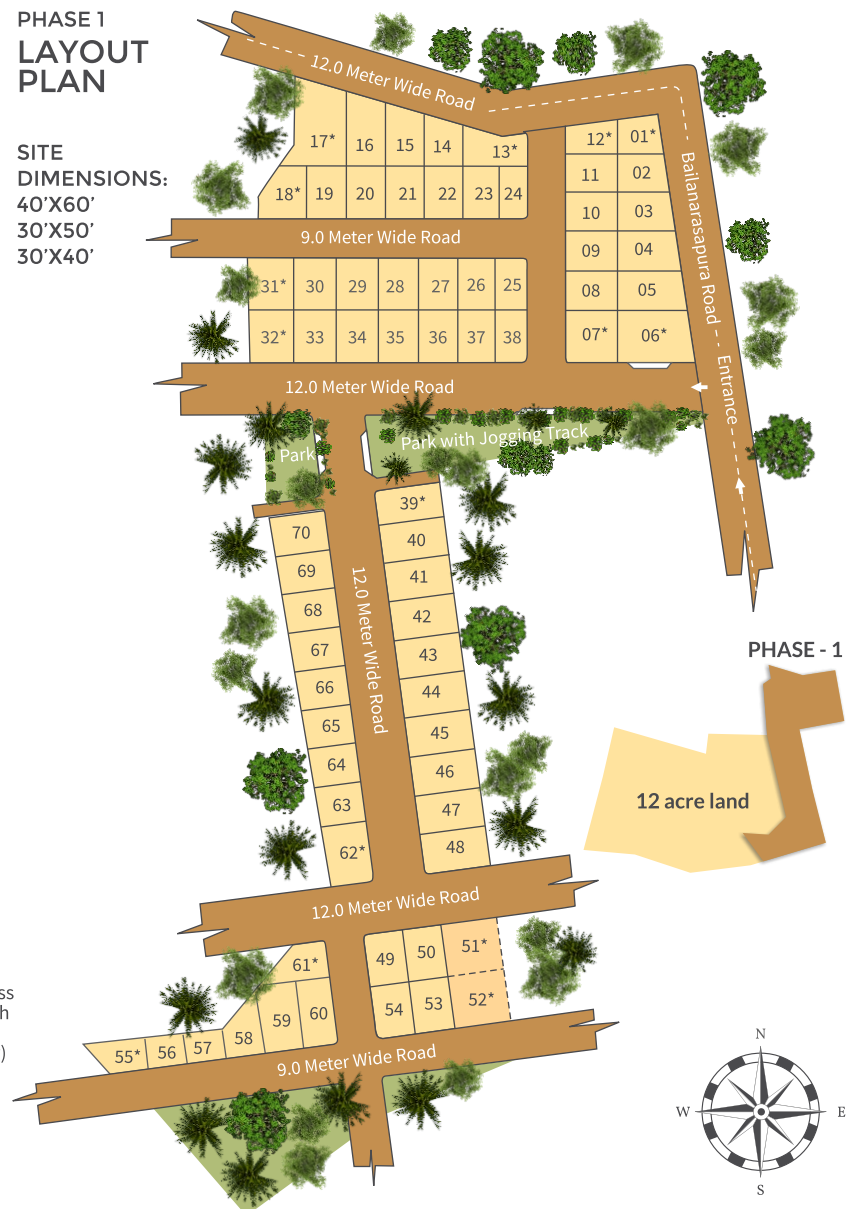 PHASE 1
LAYOUT
PLAN
SITE
DIMENSIONS:
40'X60'
30'X50'
30'X40'
12.0 Meter Wide Road
17*
16
15
14
13*
12*
01*
18*
19
20
21
22
23
24
11
02
10
03
9.0 Meter Wide Road
09
04
31*
30
29
28
27
26
25
08
05
32*
33
34
35
36
37
38
07*
06*
Bailanarasapura Road
Entrance
12.0 Meter Wide Road
Park
Park with Jogging Track
39*
70
40
69
41
68
42
67
43
66
44
65
45
64
46
63
47
62*
48
12.0 Meter Wide Road
PHASE - 1
12 acre land
12.0 Meter Wide Road
61*
49
50
51*
55*
56
57
58
59
60
54
53
52*
9.0 Meter Wide Road
ss
h
)
N
W
E
S